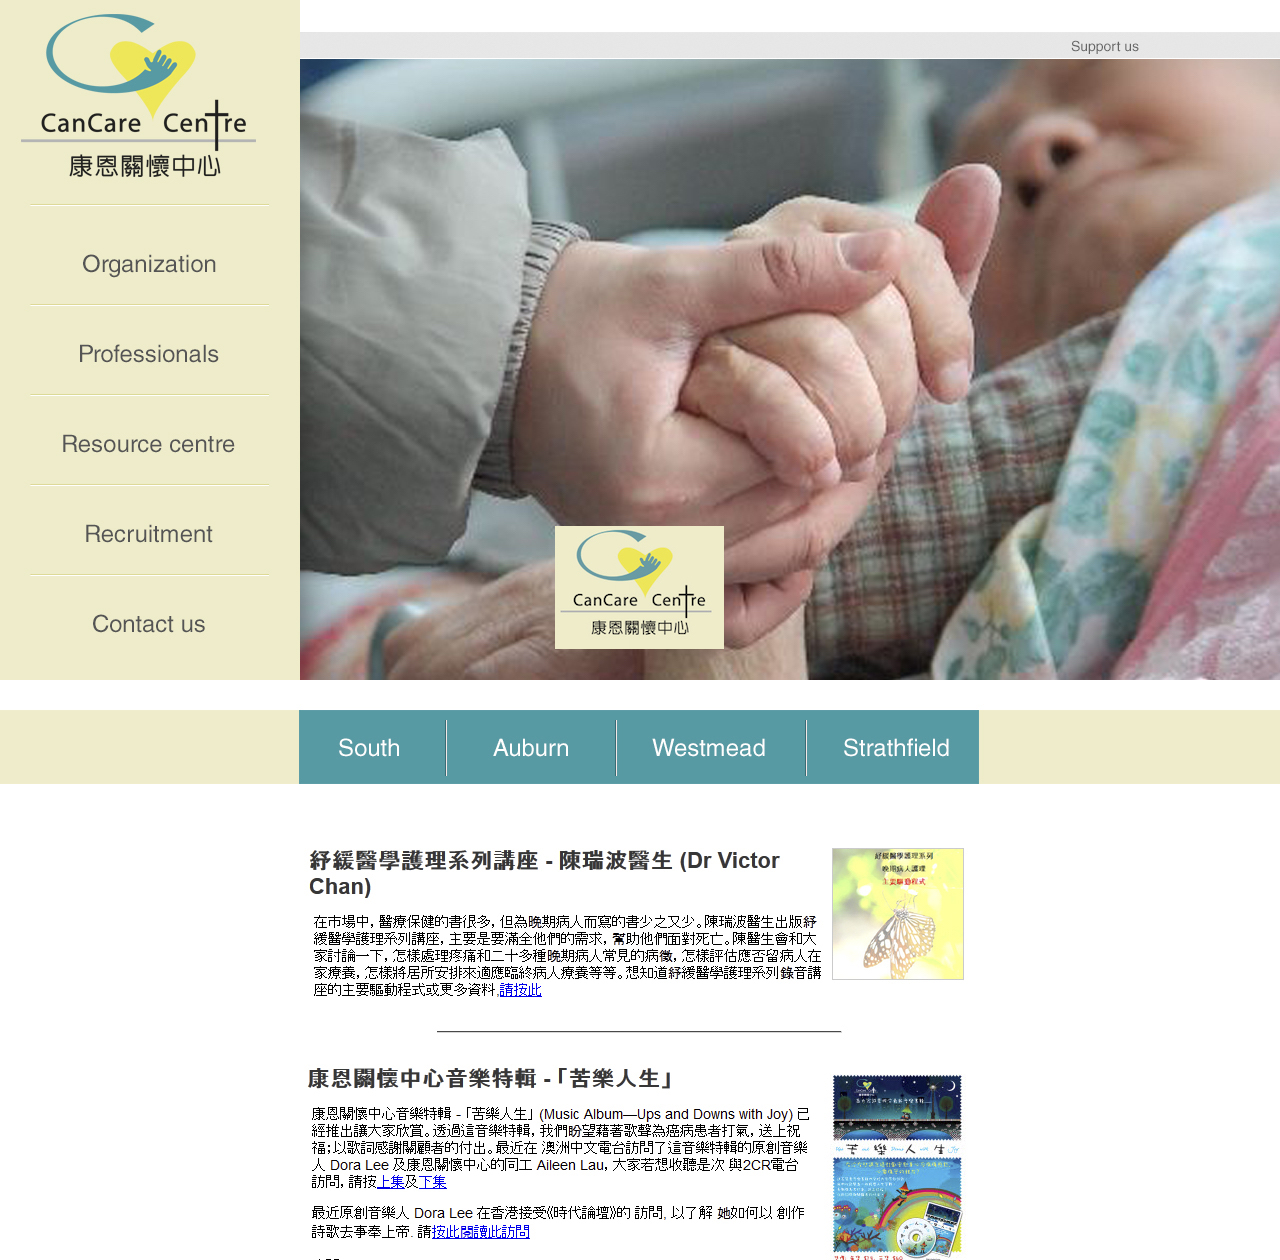 CanCare Centre
康恩關懷中心
Support us
Organization
Professionals
Resource centre
Recruitment
Contact us
CanCare Centre
康恩關懷中心
South
Auburn
Westmead
Strathfield
紓緩醫學護理系列講座 - 陳瑞波醫生 (Dr Victor
Chan)
紓緩醫學護理系列
晚期病人護理
主要驅動程式
在市場中，醫療保健的書很多，但為晚期病人而寫的書少之又少。陳瑞波醫生出版紓
緩醫學護理系列講座，主要是要滿全他們的需求，幫助他們面對死亡。陳醫生會和大
家討論一下，怎樣處理疼痛和二十多種晚期病人常見的病徵，怎樣評估應否留病人在
家療養，怎樣將居所安排來適應臨終病人療養等等。想知道紓緩醫學護理系列錄音講
座的主要驅動程式或更多資料,請按此
康恩關懷中心音樂特輯 -「苦樂人生」
康恩關懷中心音樂特輯 -「苦樂人生」(Music Album—Ups and Downs with Joy) 已
經推出讓大家欣賞。透過這音樂特輯，我們盼望藉著歌聲為癌病患者打氣，送上祝
福；以歌詞感謝關顧者的付出。最近在 澳洲中文電台訪問了這音樂特輯的原創音樂
人 Dora Lee 及康恩關懷中心的同工 Aileen Lau，大家若想收聽是次 與2CR電台
訪問，請按上集及下集
最近原創音樂人 Dora Lee 在香港接受《時代論壇》的 訪問, 以了解 她如何以 創作
詩歌去事奉上帝. 請按此閱讀此訪問
苦 樂 人 生